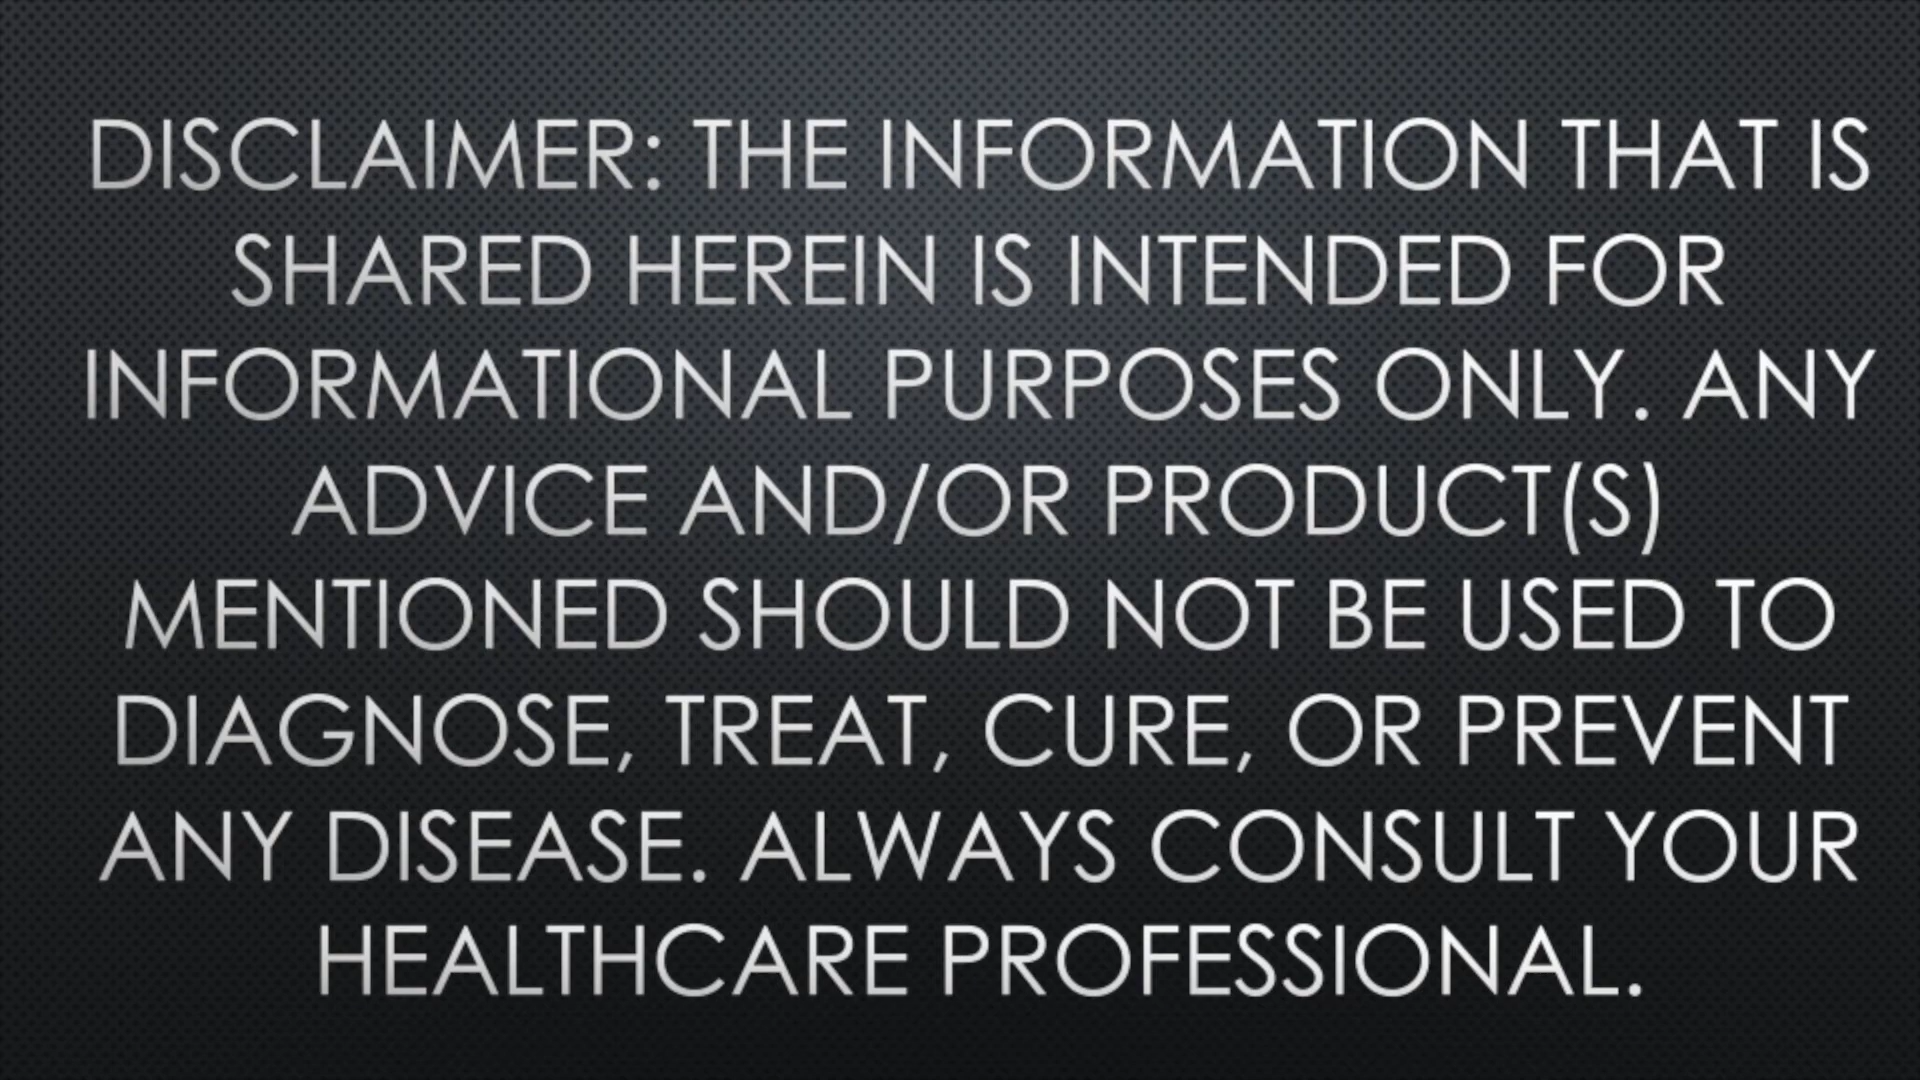 DISCLAIMER: THE INFORMATION THAT IS
SHARED HEREIN IS INTENDED FOR
INFORMATIONAL PURPOSES ONLY. ANY
ADVICE AND/OR PRODUCT(S)
MENTIONED SHOULD NOT BE USED TO
DIAGNOSE, TREAT, CURE, OR PREVENT
ANY DISEASE. ALWAYS CONSULT YOUR
HEALTHCARE PROFESSIONAL.